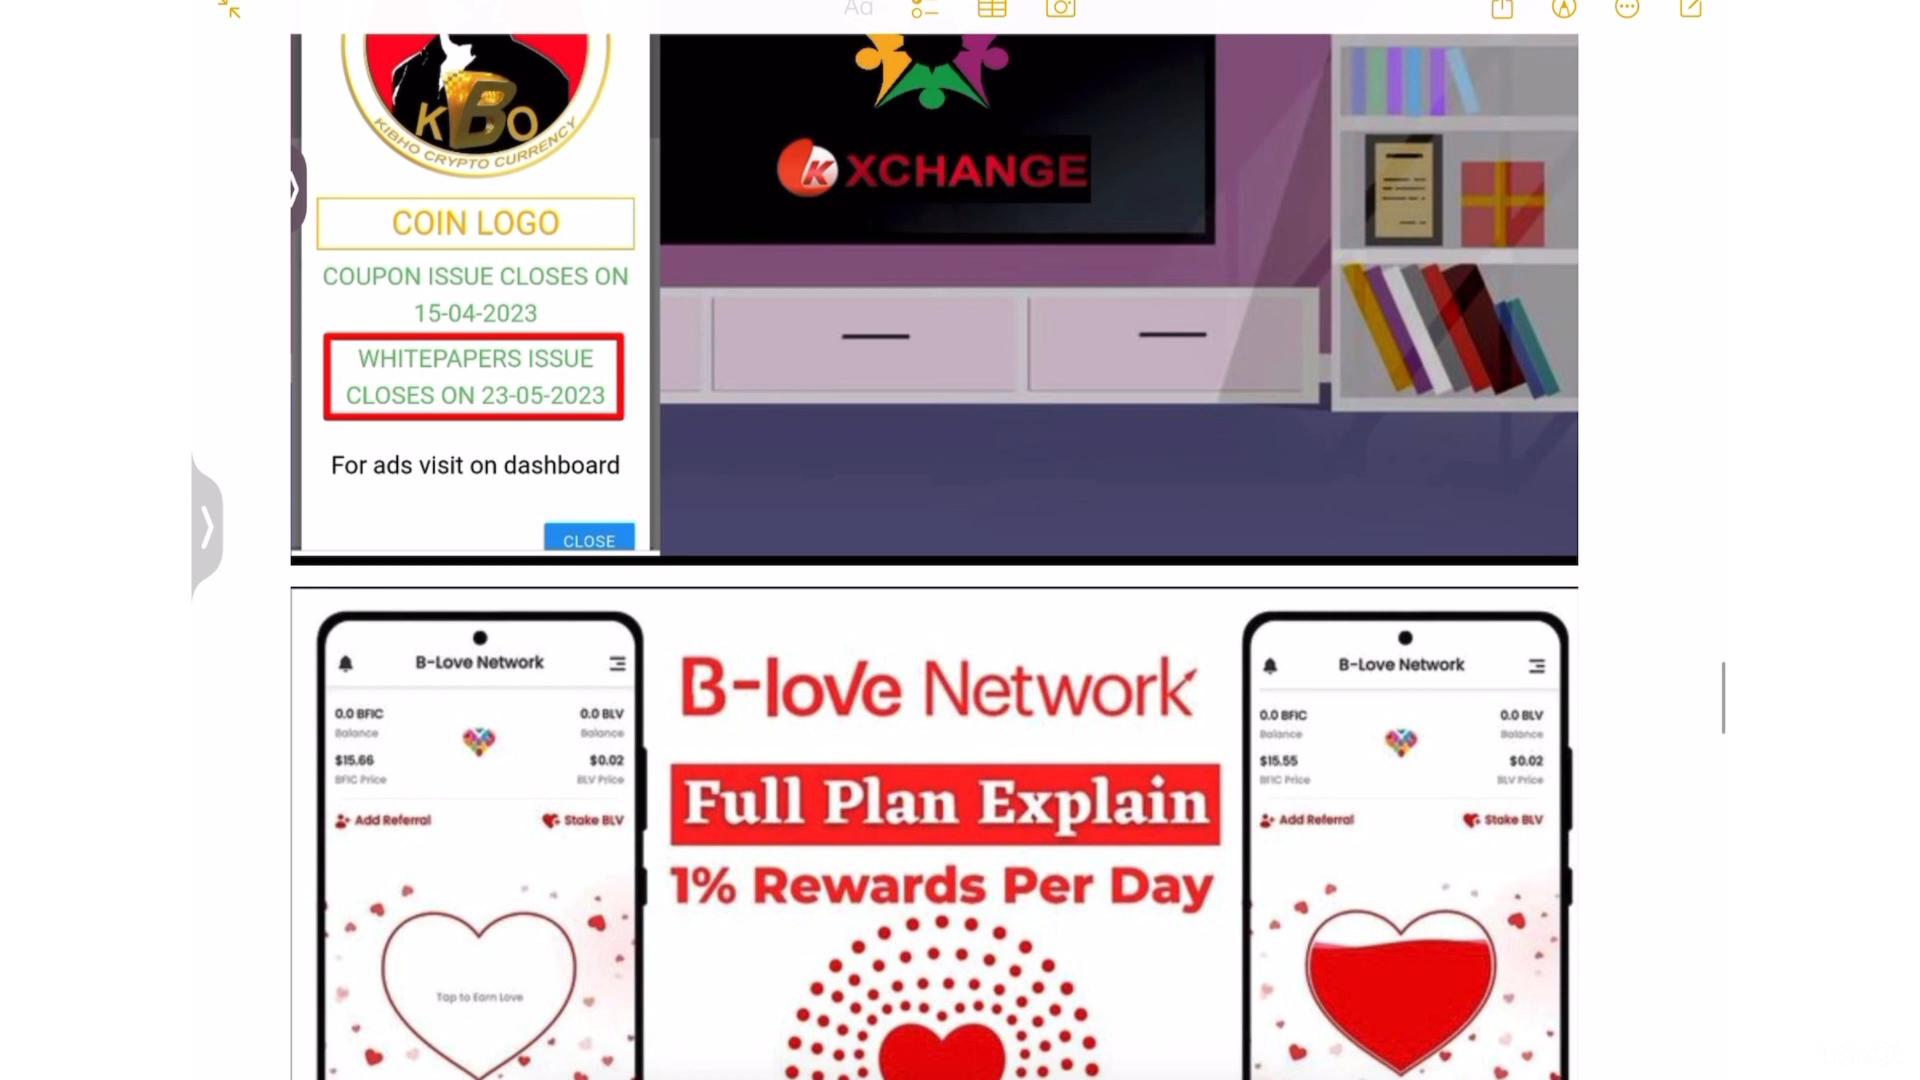 Aa
KBO
KIBHO CRYPTO CURRENCY
K XCHANGE
COIN LOGO
COUPON ISSUE CLOSES ON
15-04-2023
WHITEPAPERS ISSUE
CLOSES ON 23-05-2023
For ads visit on dashboard
CLOSE
B-Love Network
0.0 BFIC
0.0 BLV
Balance
Balance
$15.66
$0.02
BFIC Price
BLV Price
Add Referral
Stake BLV
Tap to Earn Love
B-love Network
Full Plan Explain
1% Rewards Per Day
B-Love Network
0.0 BFIC
0.0 BLV
Balance
Balance
$15.55
$0.02
BFIC Price
BLV Price
Add Referral
Stake BLV